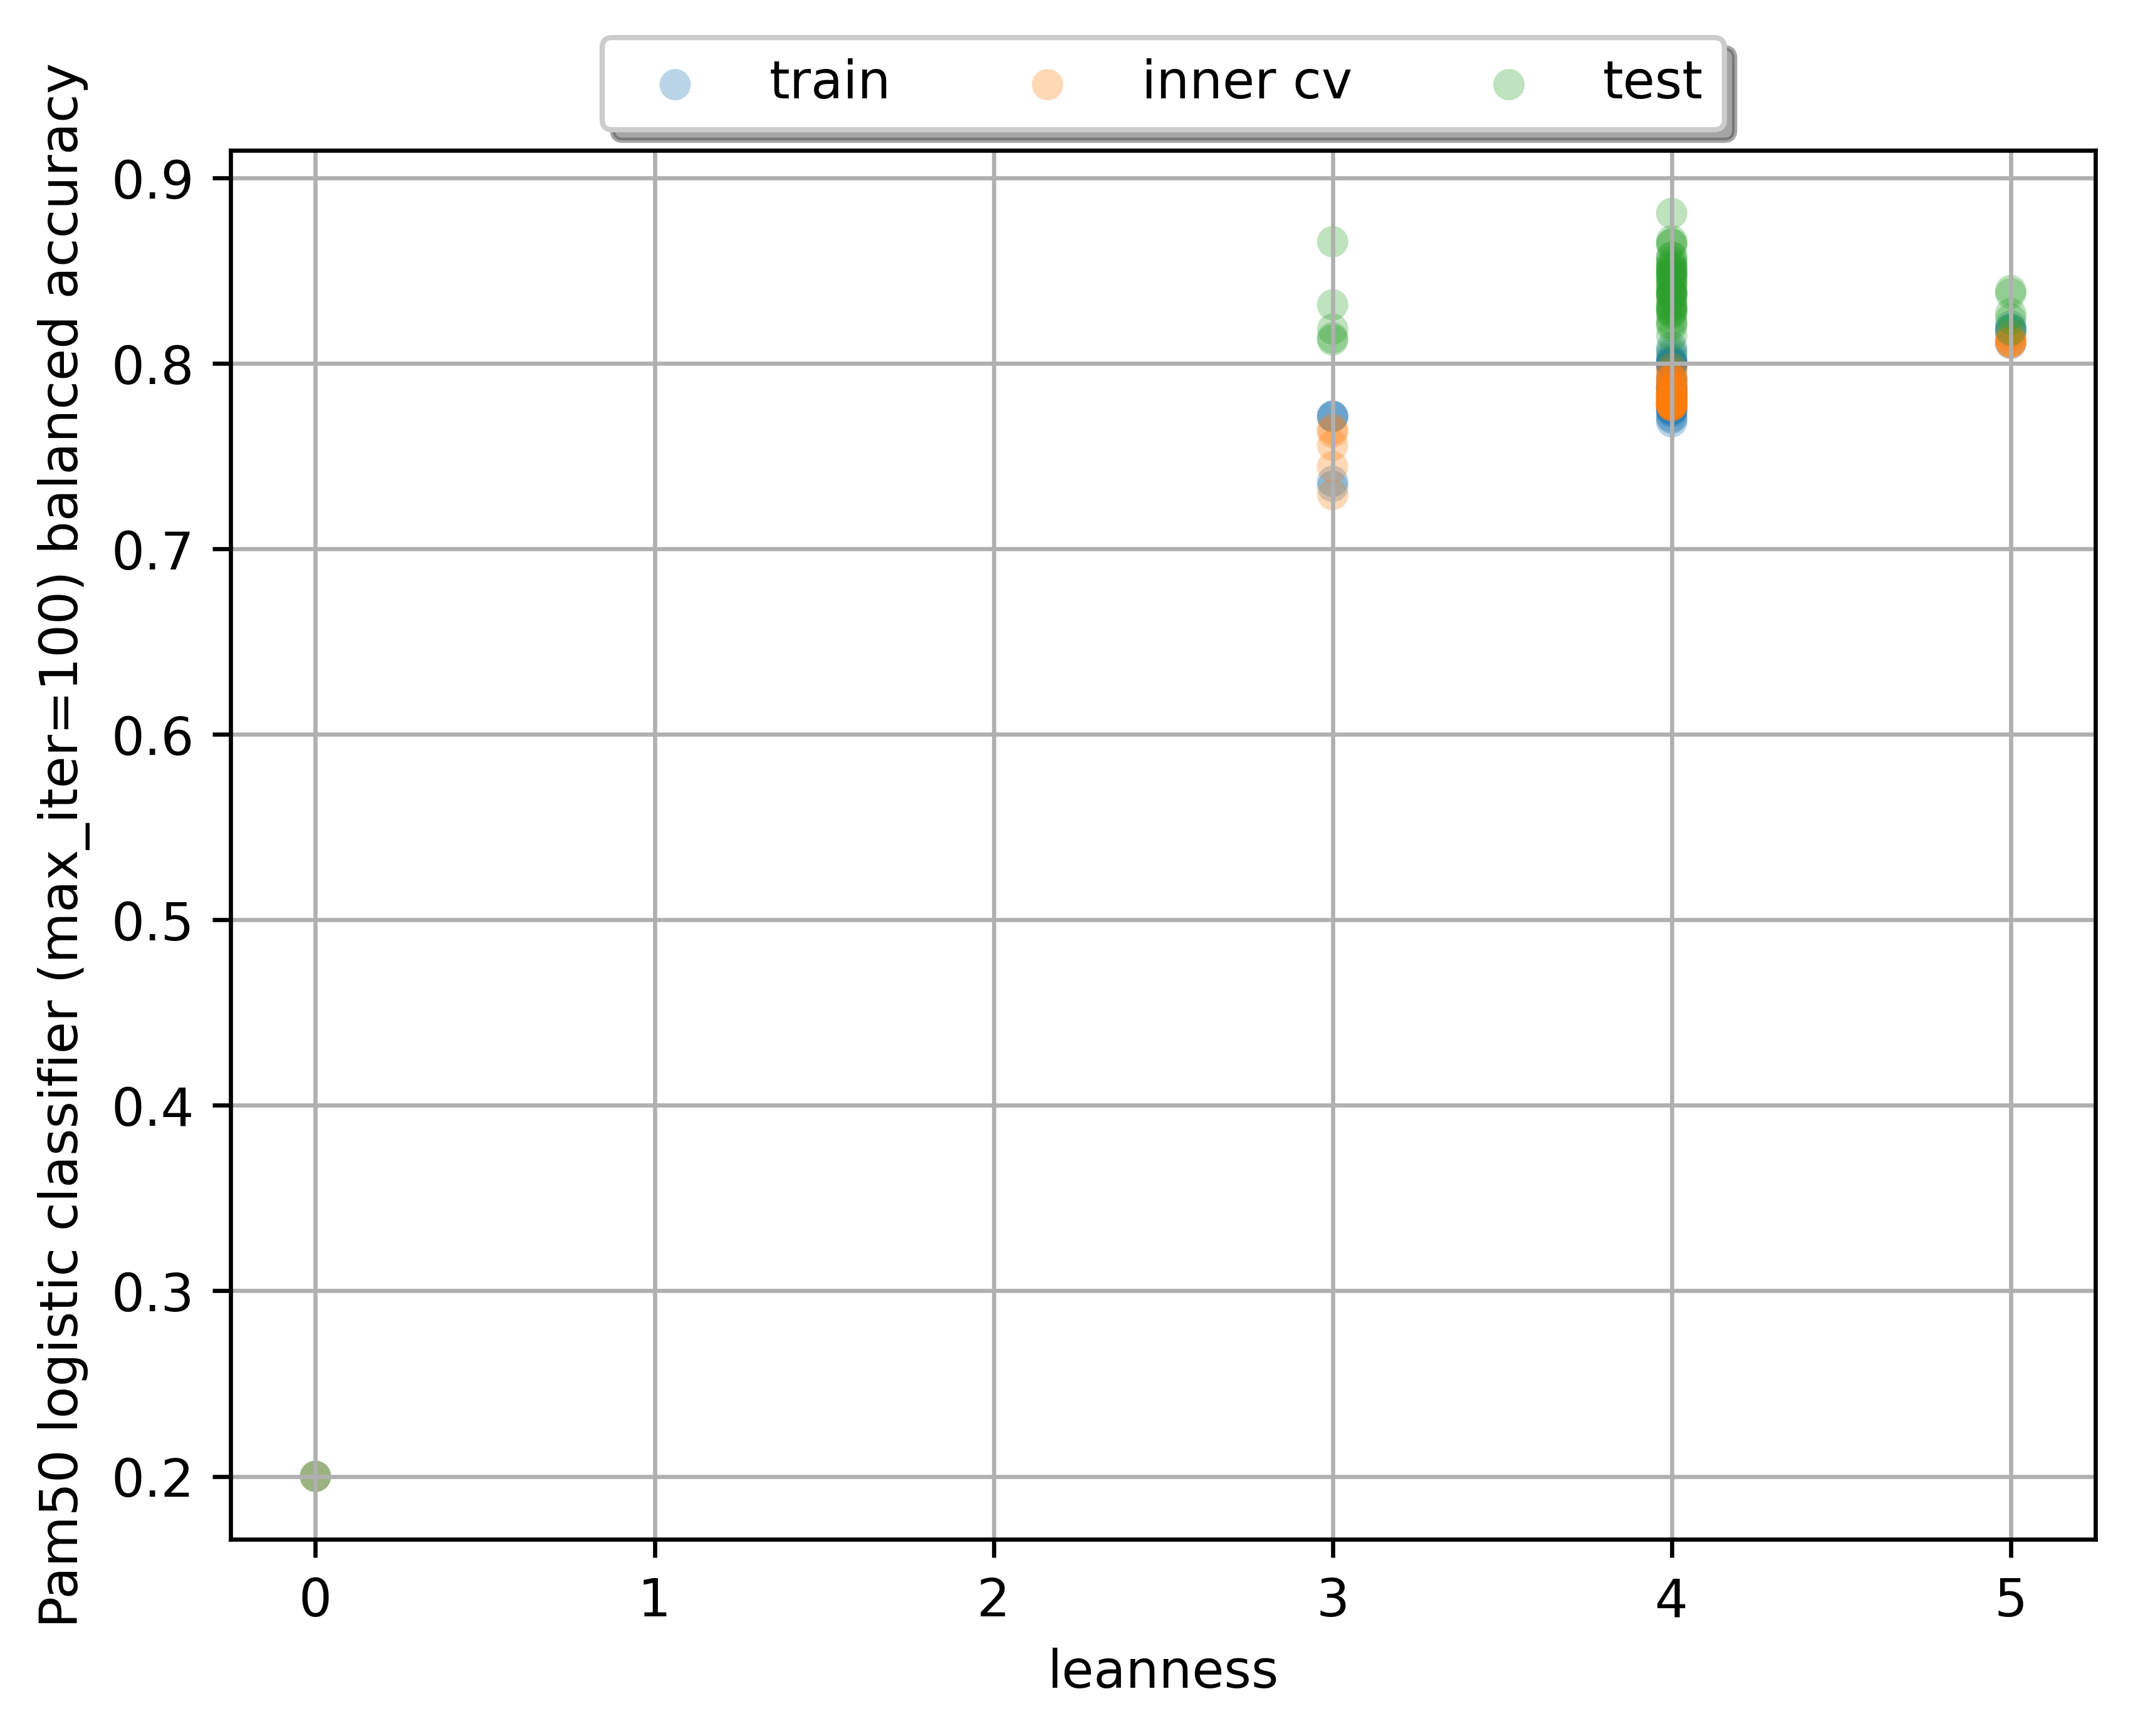 train inner cv test
Pam50 logistic classifier (max_iter=100) balanced accuracy
0.9
0.8
0.7
0.6
0.5
0.4
0.3
0.2
0 1 2 3 4 5
leanness